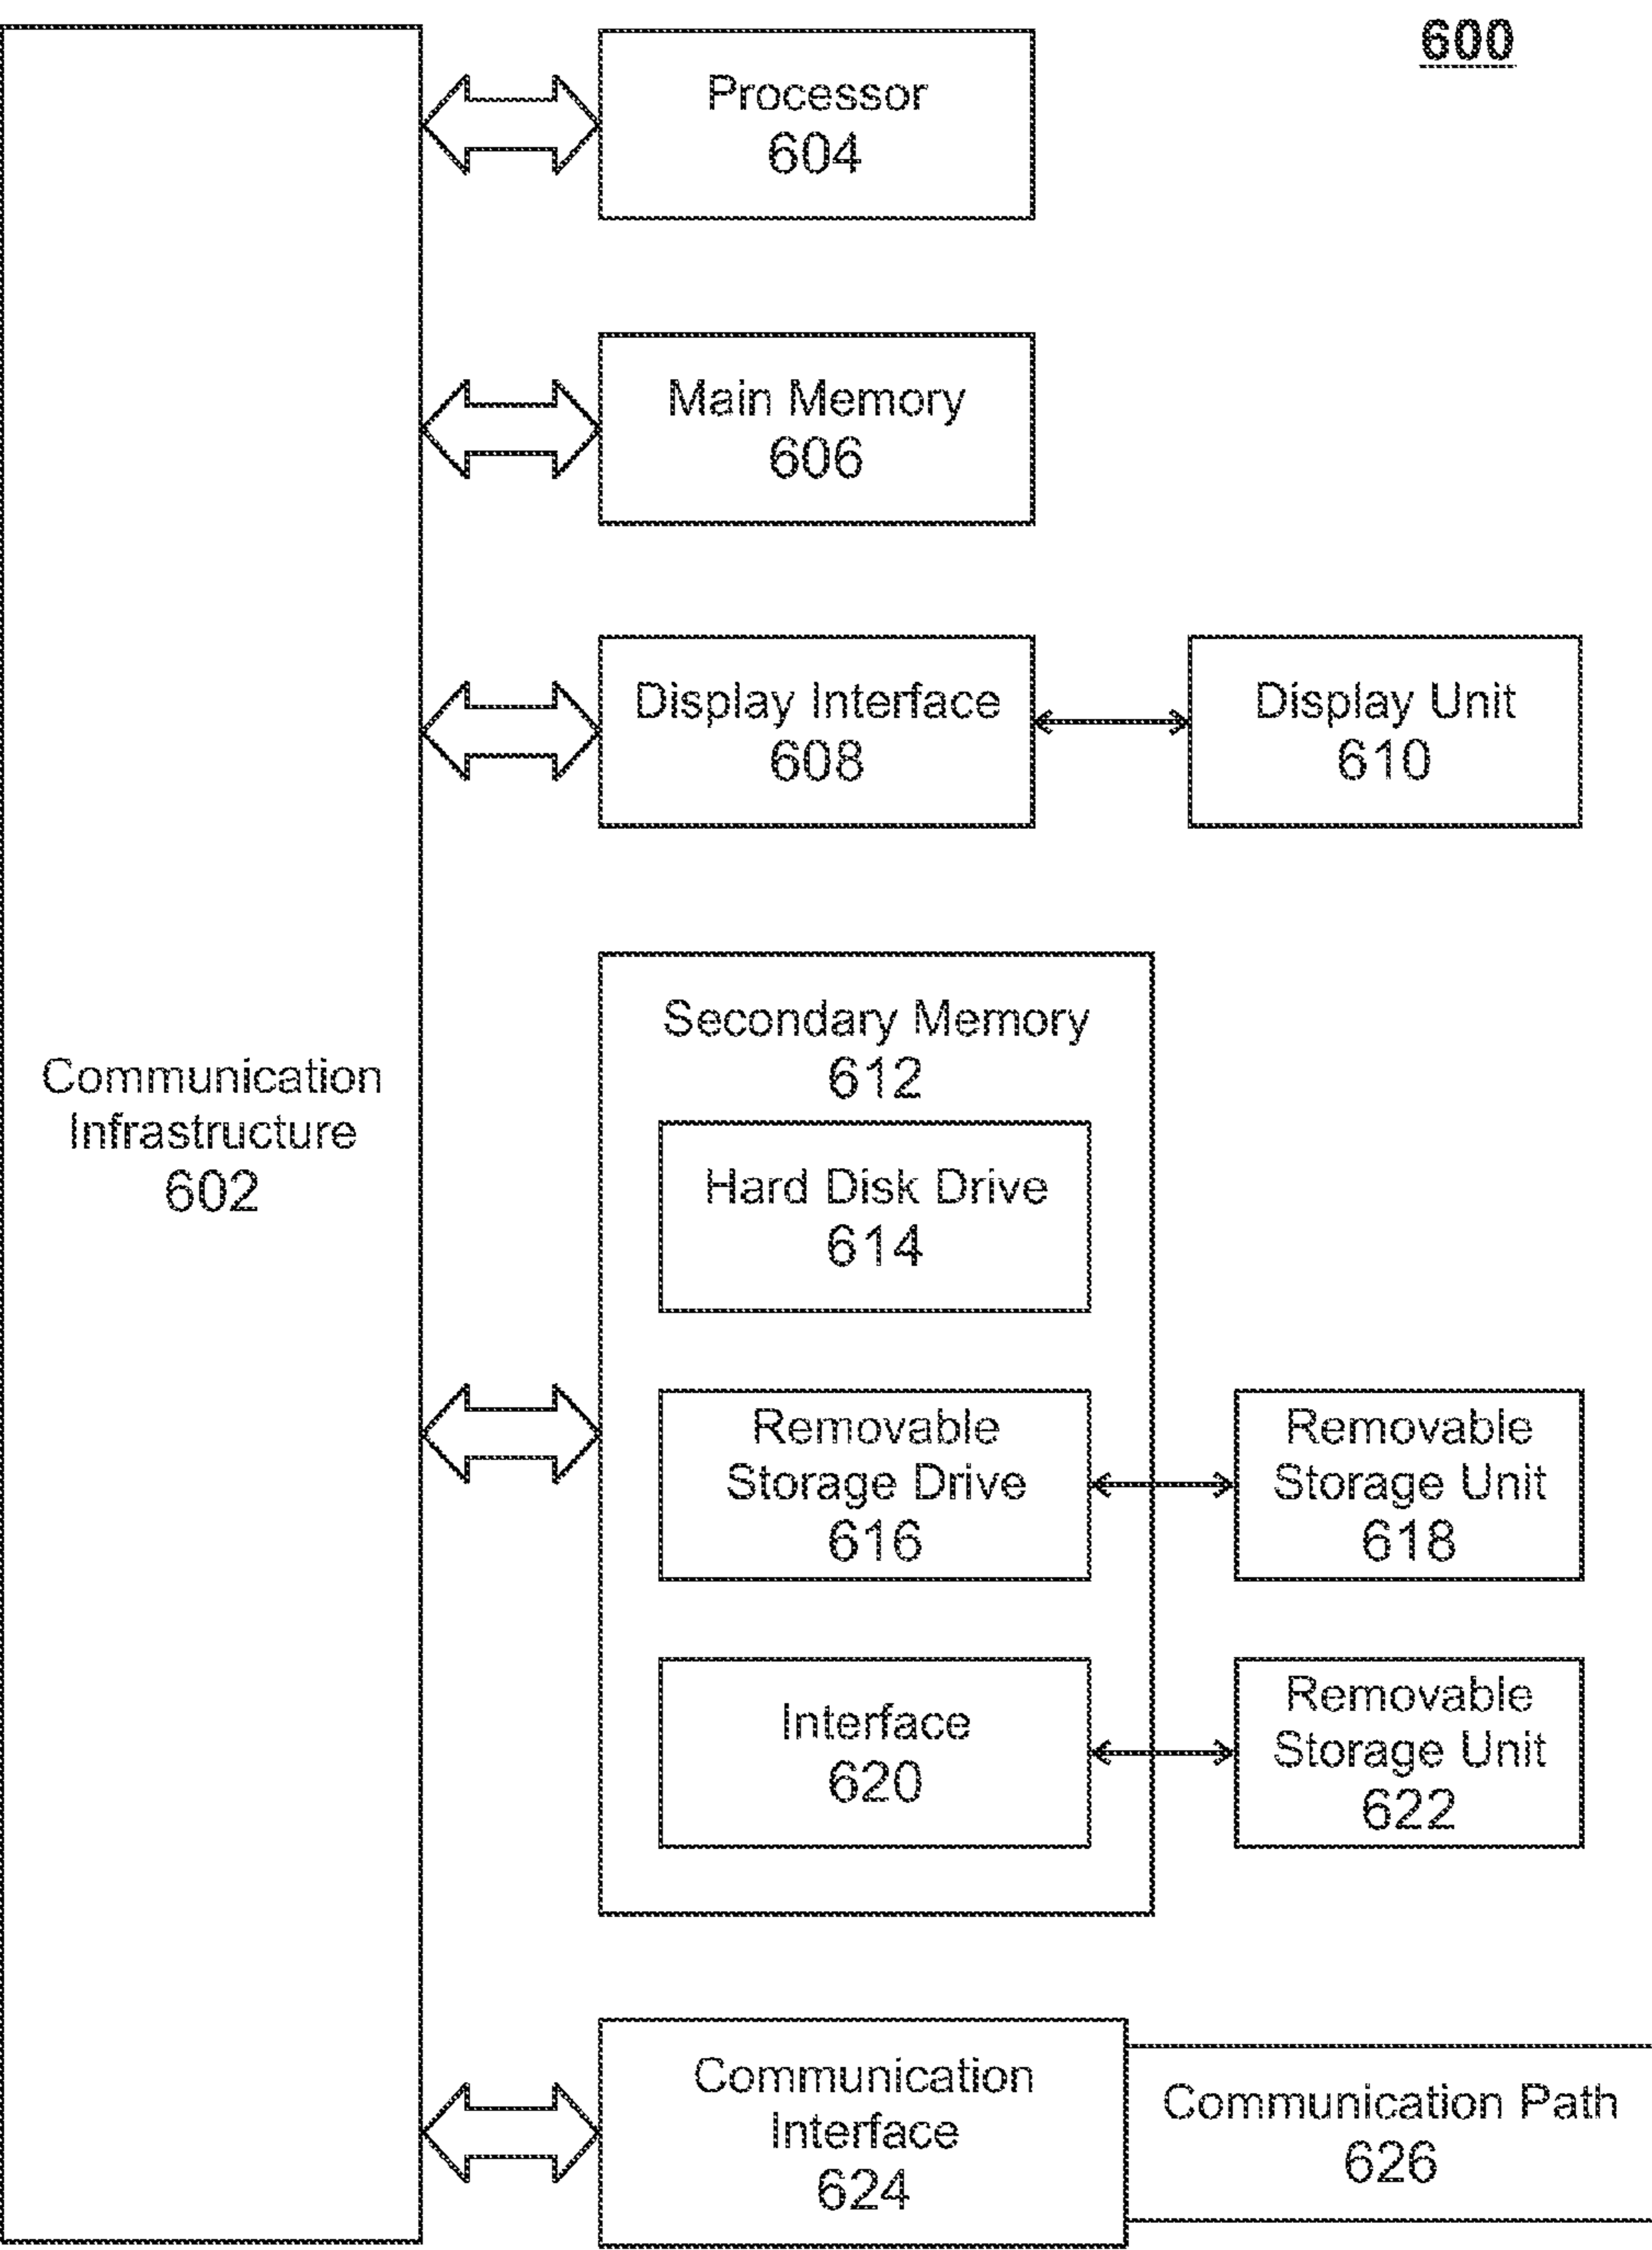 600
Processor
604
Main Memory
606
Display Interface
608
Display Unit
610
Communication
Infrastructure
602
Secondary Memory
612
Hard Disk Drive
614
Removable
Storage Drive
616
Removable
Storage Unit
618
Interface
620
Removable
Storage Unit
622
Communication
Interface
624
Communication Path
626